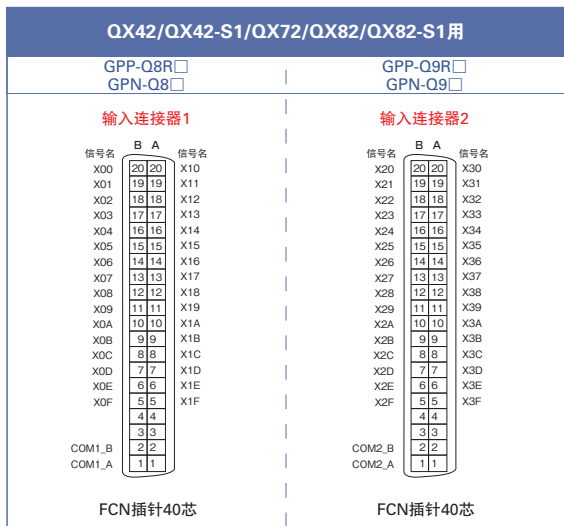 QX42/QX42-S1/QX72/QX82/QX82-S1用
GPP-Q8R□
GPN-Q8□
输入连接器1
B A
信号名 信号名
X00 20 20 X10
X01 19 19 X11
X02 18 18 X12
X03 17 17 X13
X04 16 16 X14
X05 15 15 X15
X06 14 14 X16
X07 13 13 X17
X08 12 12 X18
X09 11 11 X19
X0A 10 10 X1A
X0B 9 9 X1B
X0C 8 8 X1C
X0D 7 7 X1D
X0E 6 6 X1E
X0F 5 5 X1F
4 4
3 3
COM1_B 2 2
COM1_A 1 1
FCN插针40芯
GPP-Q9R□
GPN-Q9□
输入连接器2
B A
信号名 信号名
X20 20 20 X30
X21 19 19 X31
X22 18 18 X32
X23 17 17 X33
X24 16 16 X34
X25 15 15 X35
X26 14 14 X36
X27 13 13 X37
X28 12 12 X38
X29 11 11 X39
X2A 10 10 X3A
X2B 9 9 X3B
X2C 8 8 X3C
X2D 7 7 X3D
X2E 6 6 X3E
X2F 5 5 X3F
4 4
3 3
COM2_B 2 2
COM2_A 1 1
FCN插针40芯